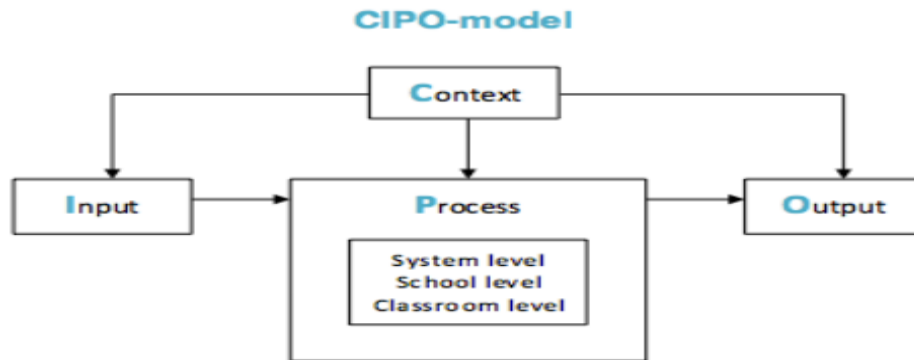 CIPO-model
Context
Input
Process
Output
System level
School level
Classroom level